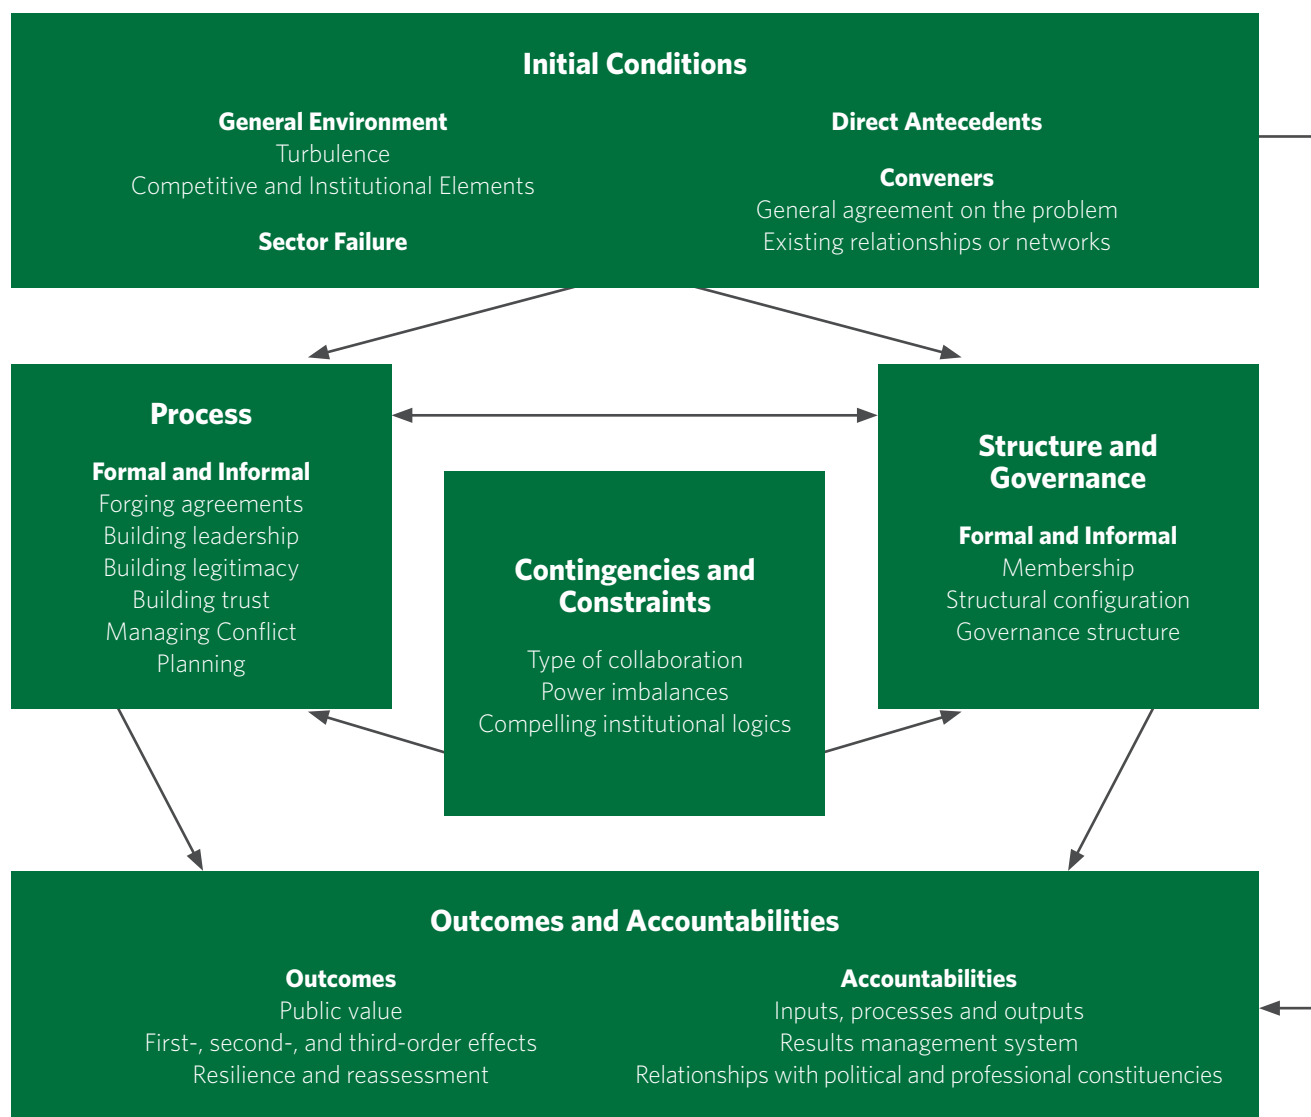 Initial Conditions
General Environment
Turbulence
Competitive and Institutional Elements
Sector Failure
Direct Antecedents
Conveners
General agreement on the problem
Existing relationships or networks
Process
Formal and Informal
Forging agreements
Building leadership
Building legitimacy
Building trust
Managing Conflict
Planning
Contingencies and
Constraints
Type of collaboration
Power imbalances
Compelling institutional logics
Structure and
Governance
Formal and Informal
Membership
Structural configuration
Governance structure
Outcomes and Accountabilities
Outcomes
Public value
First-, second-, and third-order effects
Resilience and reassessment
Accountabilities
Inputs, processes and outputs
Results management system
Relationships with political and professional constituencies